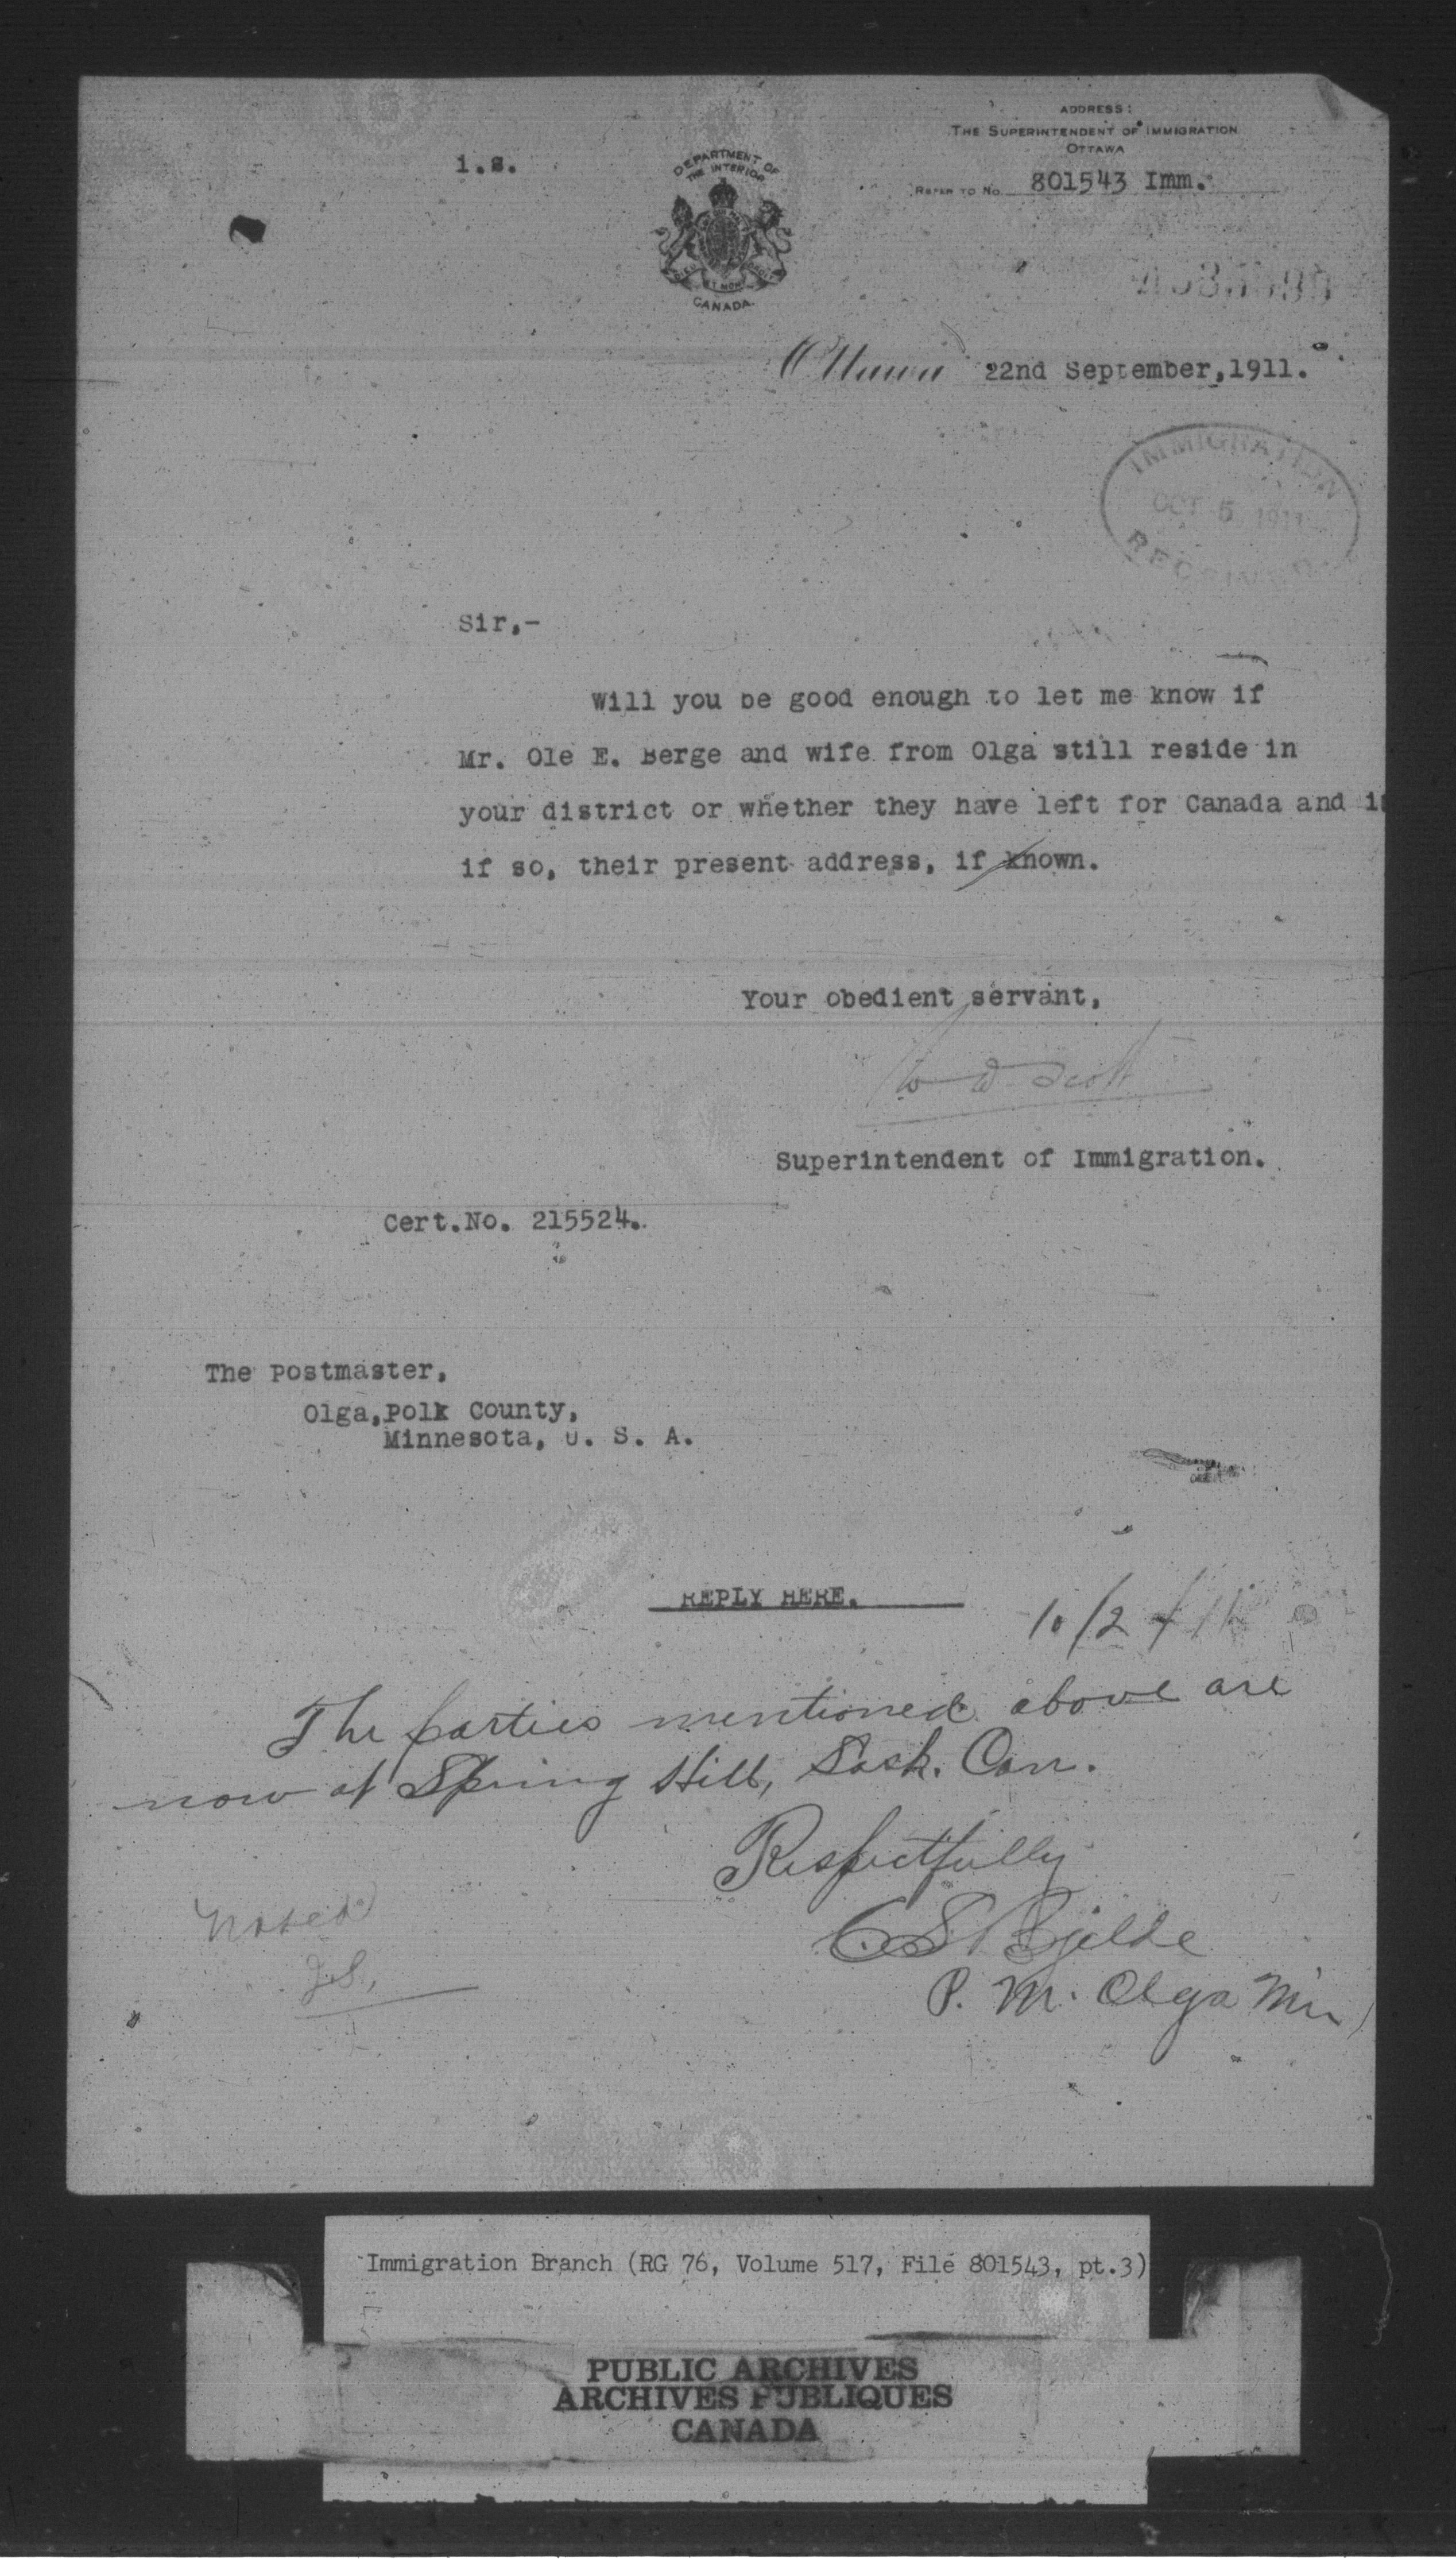 ADDRESS:
THE SUPERINTENDENT OF IMMIGRATION
OTTAWA
i.s.
DEPARTMENT OF
THE INTERIOR
REFER TO NO. 801543 Imm.
CANADA.
Ottawa 22nd September,1911.
IMMIGRATION
OCT 5 1911
RECEIVED
Sir,-
Will you be good enough to let me know if
Mr. Ole E. Berge and wife from Olga still reside in
your district or whether they have left for Canada and if
if so, their present address, if known.
Your obedient servant,
W D Scott
Superintendent of Immigration.
Cert.No. 215524.
The Postmaster,
Olga,Polk County,
Minnesota, U. S. A.
REPLY HERE.
10/2
The parties mentioned above are
now at Spring Hill, Sask. Can.
Respectfully
C S Bjelde
P. M. Olga Min
Noted
J.S.
Immigration Branch (RG 76, Volume 517, File 801543, pt.3)
PUBLIC ARCHIVES
ARCHIVES PUBLIQUES
CANADA